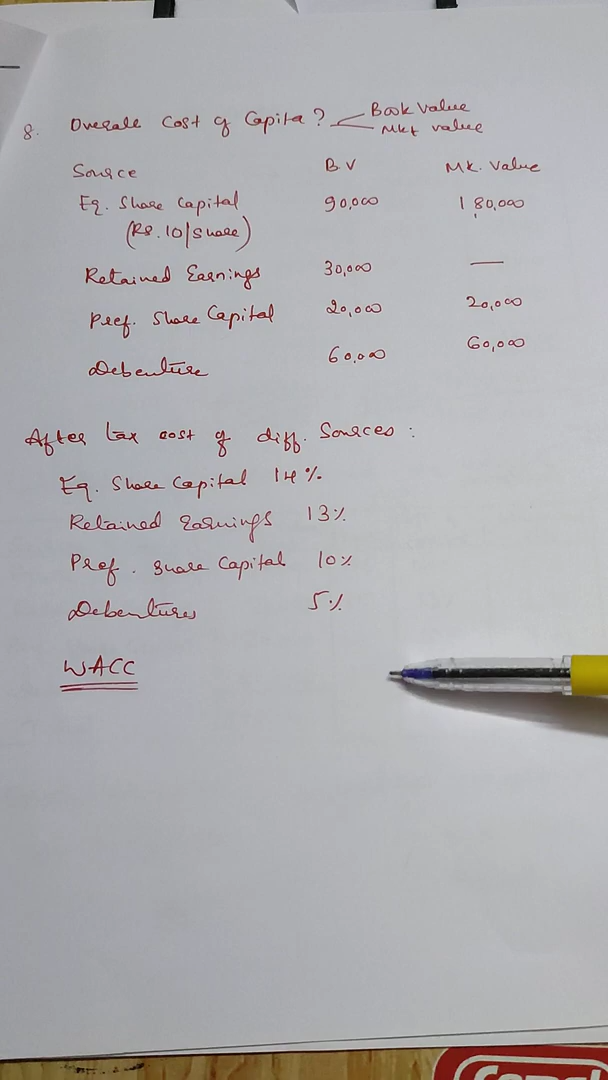 8. Overall Cost of Capital? Book Value
Mkt value
Source B.V Mk. Value
Eq. Share Capital 90,000 1,80,000
(Rs. 10/share)
Retained Earnings 30,000 —
Pref. Share Capital 20,000 20,000
Debenture 60,000 60,000
After tax cost of diff. Sources :
Eq. Share Capital 14%
Retained Earnings 13%
Pref. Share Capital 10%
Debentures 5%
WACC